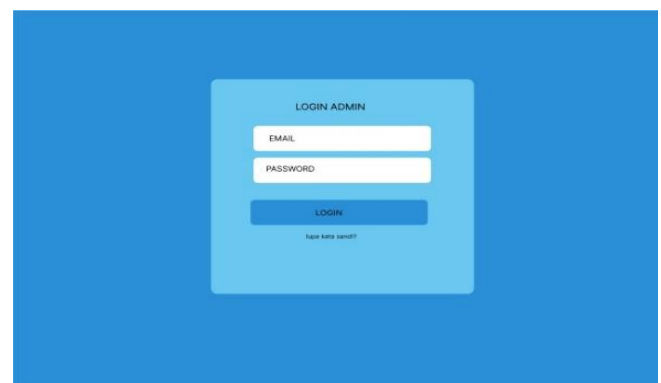 LOGIN ADMIN
EMAIL
PASSWORD
LOGIN
lupa kata sandi?